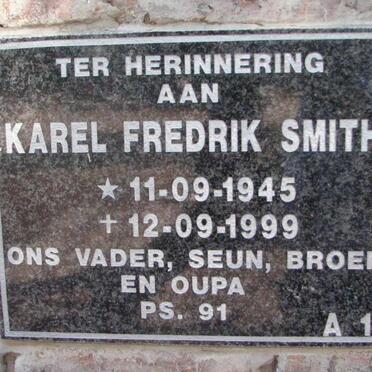 TER HERINNERING
AAN
KAREL FREDRIK SMITH
★ 11-09-1945
✝ 12-09-1999
ONS VADER, SEUN, BROER
EN OUPA
PS. 91
A 1